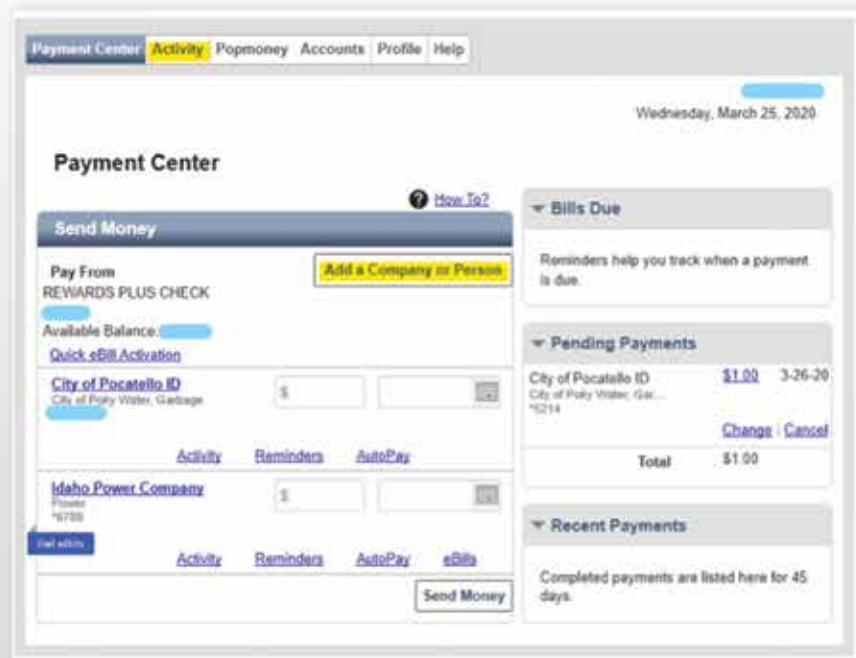 Payment Center Activity Popmoney Accounts Profile Help
Wednesday, March 25, 2020
Payment Center
? How To?
Send Money
Pay From
Add a Company or Person
REWARDS PLUS CHECK
Available Balance:
Quick eBill Activation
City of Pocatello ID
City of Poky Water, Garbage
$
Activity Reminders AutoPay
Idaho Power Company
Power
*6789
$
Activity Reminders AutoPay eBills
Send Money
Bills Due
Reminders help you track when a payment
is due.
Pending Payments
City of Pocatello ID $1.00 3-26-20
City of Poky Water, Gar...
*5214
Change | Cancel
Total $1.00
Recent Payments
Completed payments are listed here for 45
days.